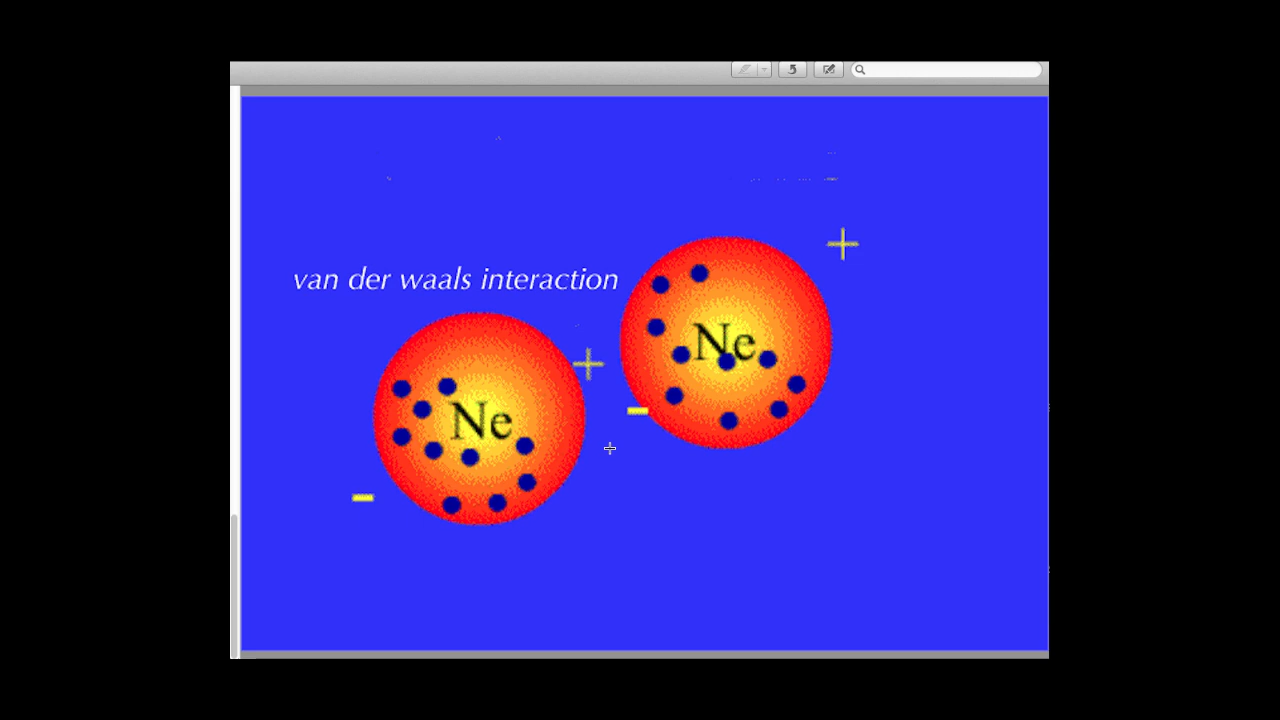 van der waals interaction
+
Ne
+
-
Ne
-